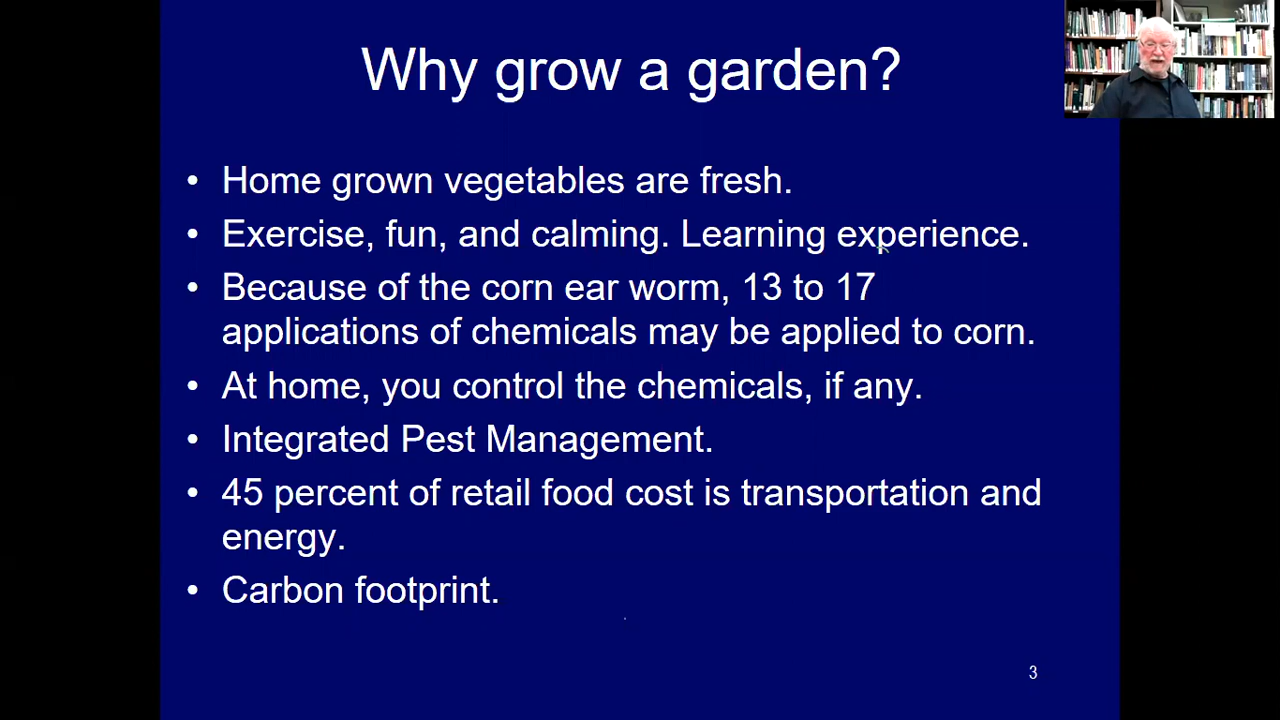 Why grow a garden?
• Home grown vegetables are fresh.
• Exercise, fun, and calming. Learning experience.
• Because of the corn ear worm, 13 to 17
applications of chemicals may be applied to corn.
• At home, you control the chemicals, if any.
• Integrated Pest Management.
• 45 percent of retail food cost is transportation and
energy.
• Carbon footprint.
3